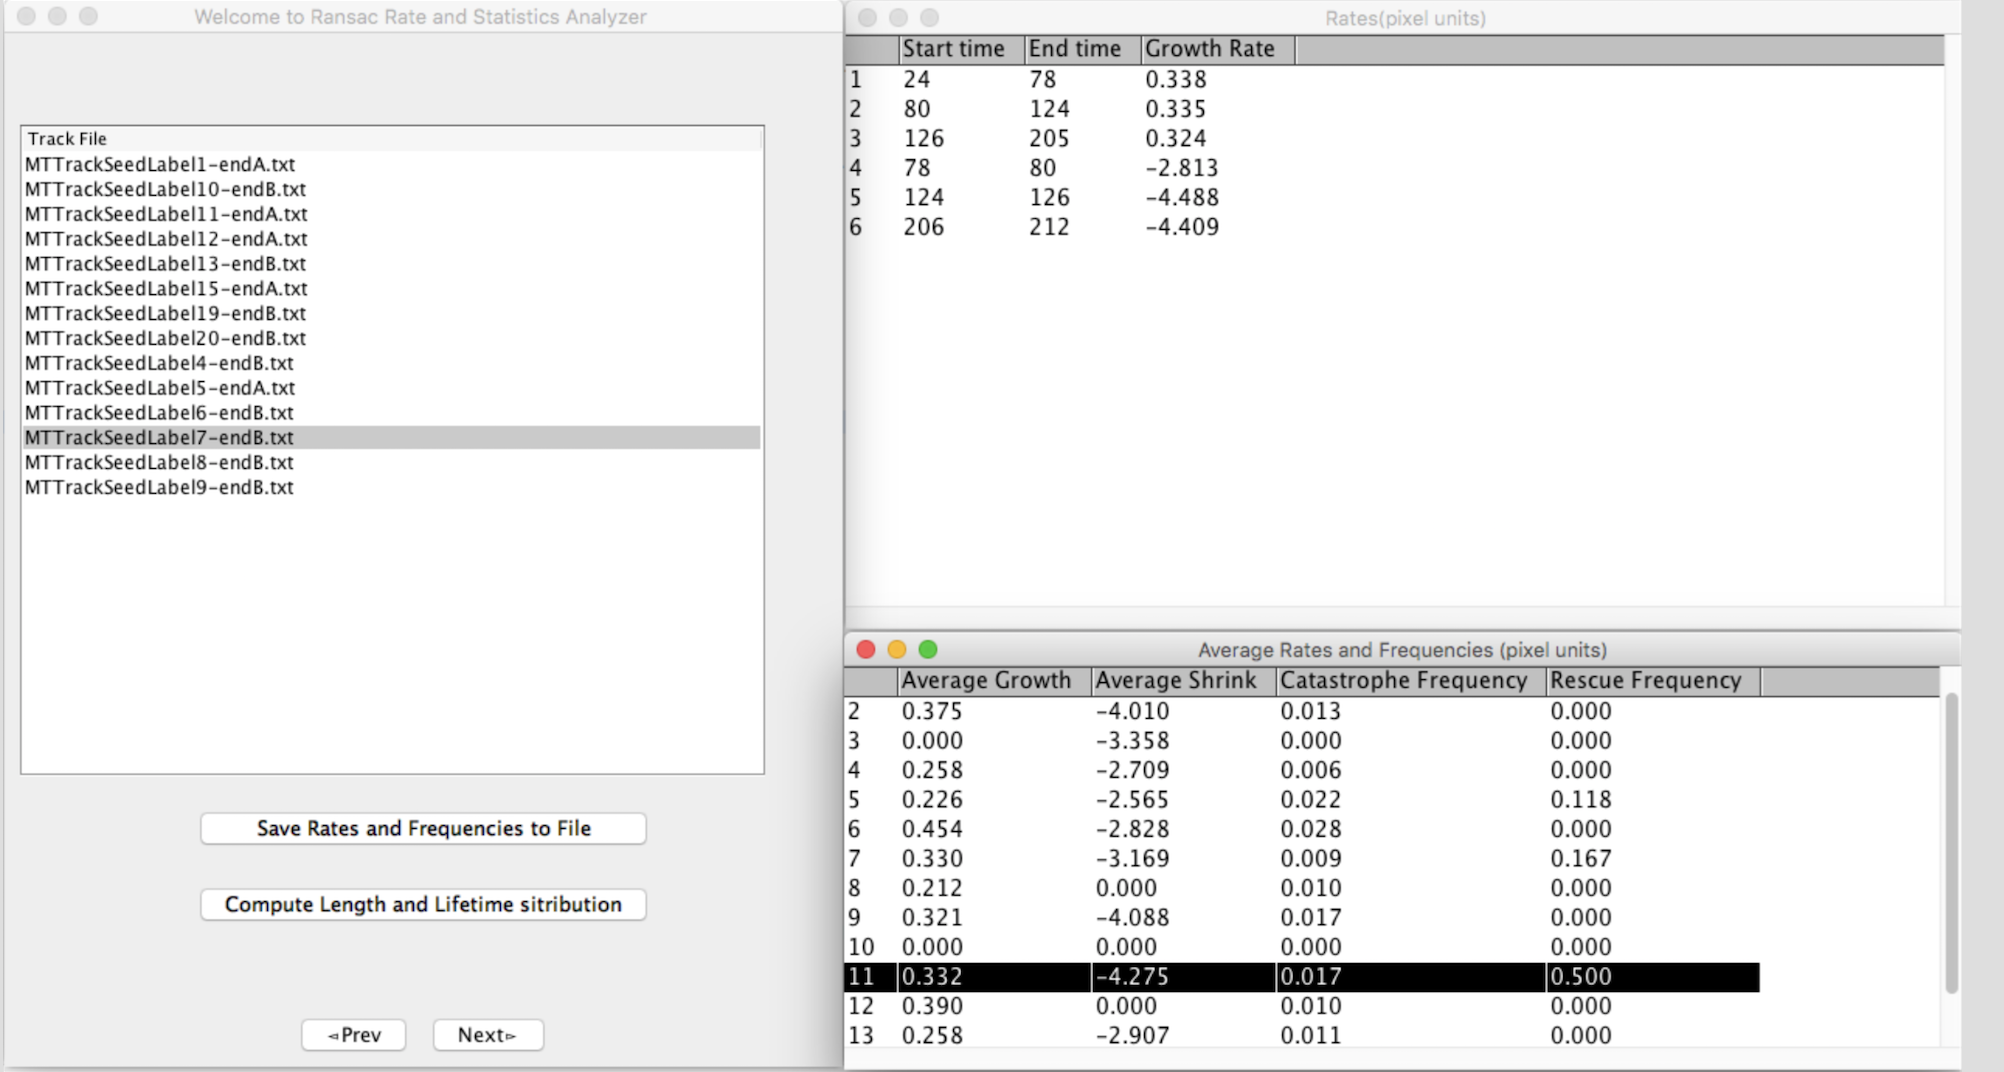 Welcome to Ransac Rate and Statistics Analyzer
Track File
MTTrackSeedLabel1-endA.txt
MTTrackSeedLabel10-endB.txt
MTTrackSeedLabel11-endA.txt
MTTrackSeedLabel12-endA.txt
MTTrackSeedLabel13-endB.txt
MTTrackSeedLabel15-endA.txt
MTTrackSeedLabel19-endB.txt
MTTrackSeedLabel20-endB.txt
MTTrackSeedLabel4-endB.txt
MTTrackSeedLabel5-endA.txt
MTTrackSeedLabel6-endB.txt
MTTrackSeedLabel7-endB.txt
MTTrackSeedLabel8-endB.txt
MTTrackSeedLabel9-endB.txt
Save Rates and Frequencies to File
Compute Length and Lifetime sitribution
◅Prev Next▻
Rates(pixel units)
Start time End time Growth Rate
1 24 78 0.338
2 80 124 0.335
3 126 205 0.324
4 78 80 -2.813
5 124 126 -4.488
6 206 212 -4.409
Average Rates and Frequencies (pixel units)
Average Growth Average Shrink Catastrophe Frequency Rescue Frequency
2 0.375 -4.010 0.013 0.000
3 0.000 -3.358 0.000 0.000
4 0.258 -2.709 0.006 0.000
5 0.226 -2.565 0.022 0.118
6 0.454 -2.828 0.028 0.000
7 0.330 -3.169 0.009 0.167
8 0.212 0.000 0.010 0.000
9 0.321 -4.088 0.017 0.000
10 0.000 0.000 0.000 0.000
11 0.332 -4.275 0.017 0.500
12 0.390 0.000 0.010 0.000
13 0.258 -2.907 0.011 0.000